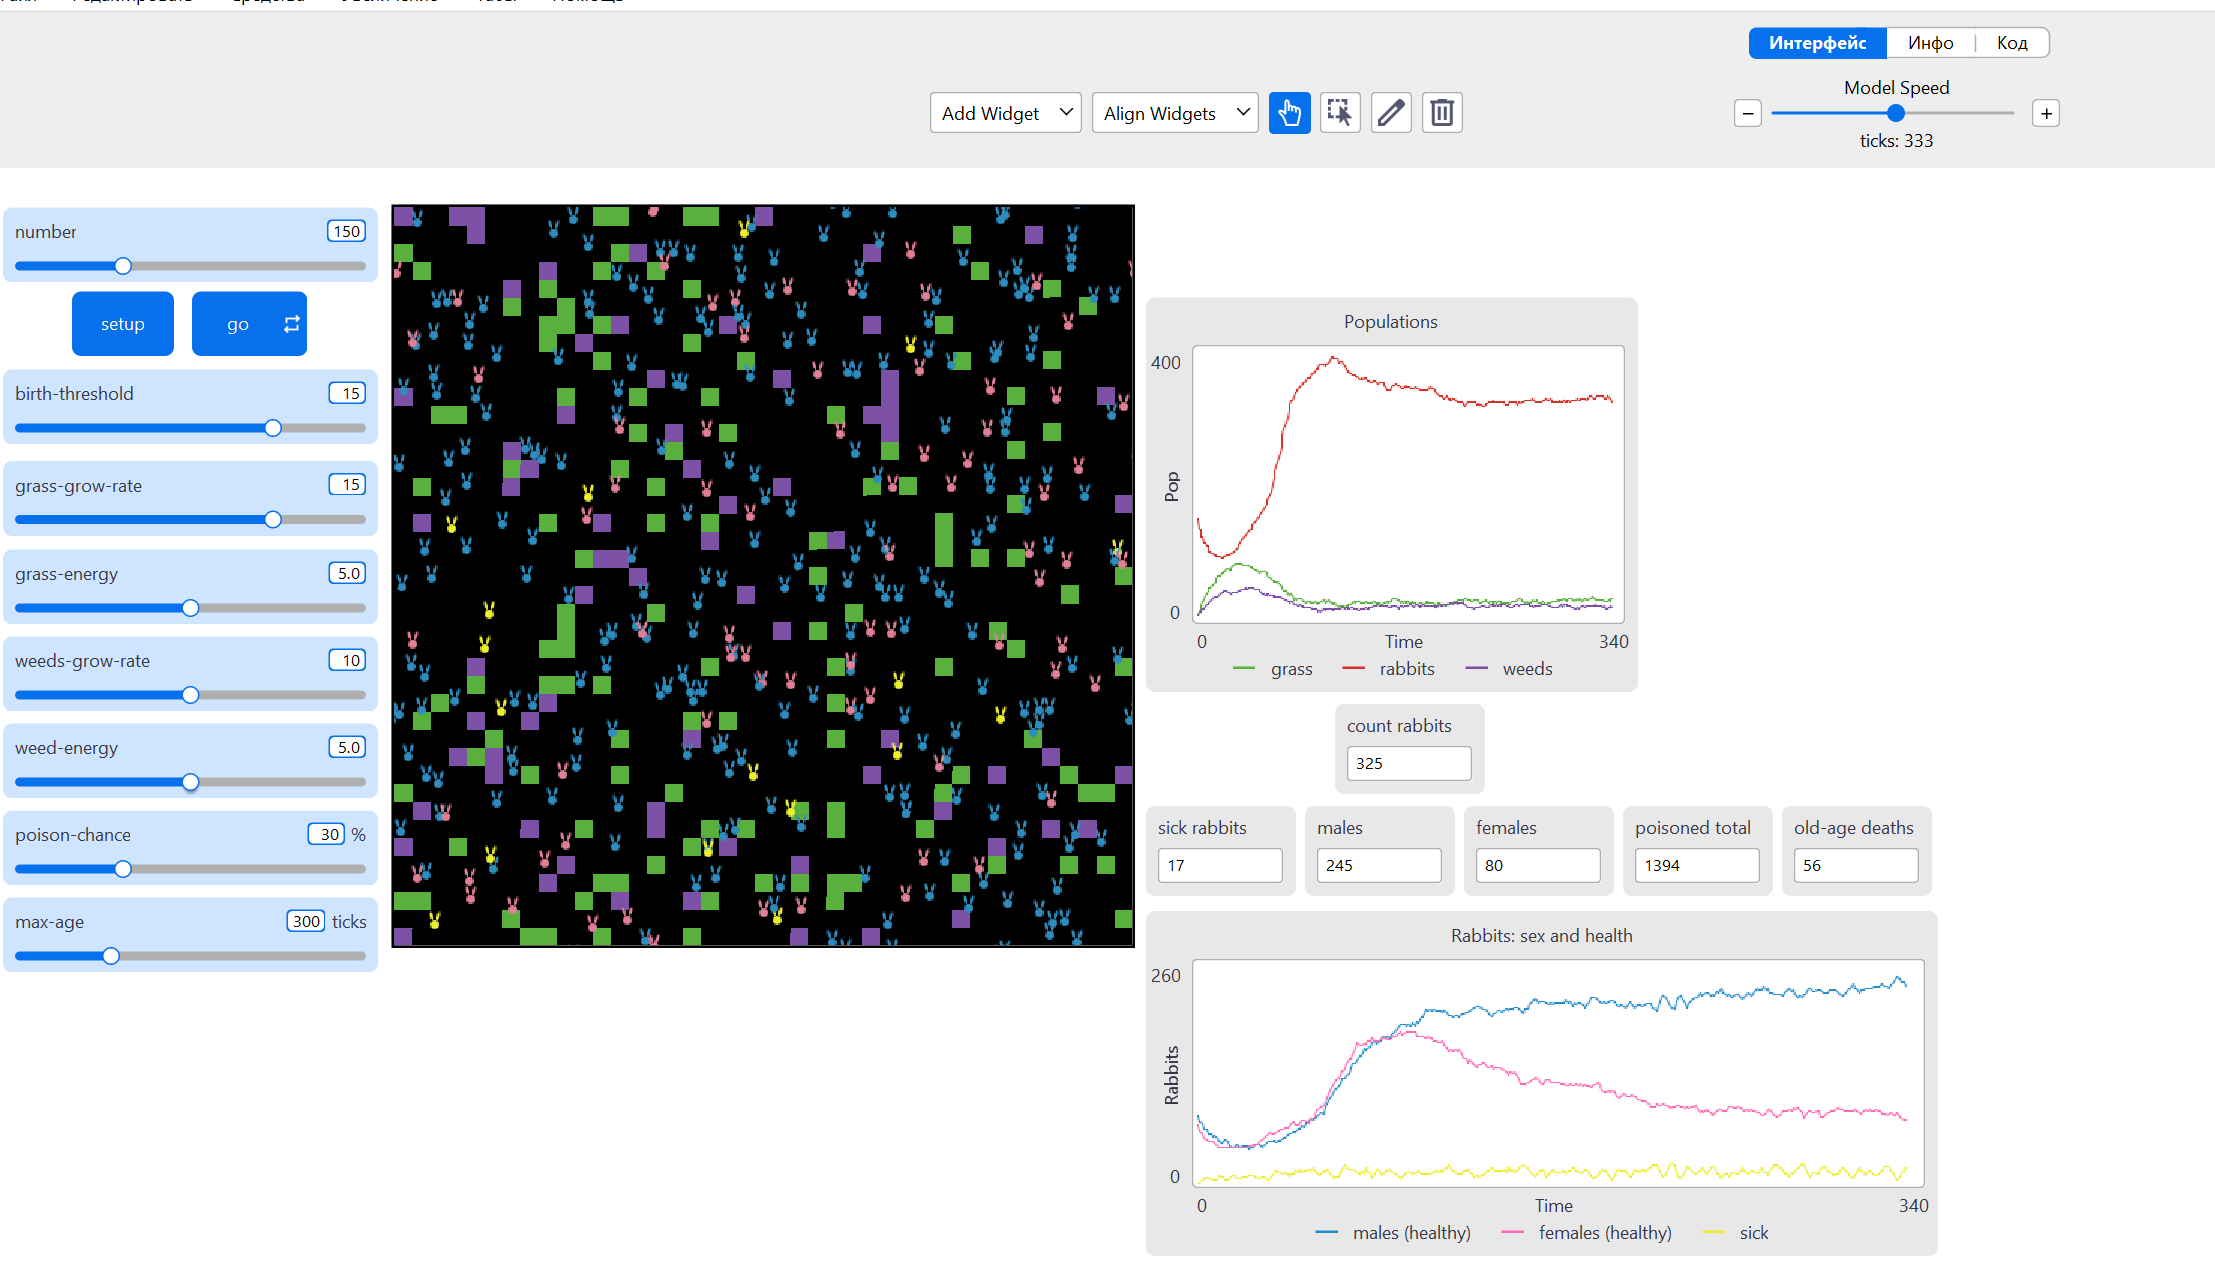 Интерфейс Инфо Код
Model Speed
Add Widget Align Widgets
ticks: 333
number 150
setup go
birth-threshold 15
grass-grow-rate 15
grass-energy 5.0
weeds-grow-rate 10
weed-energy 5.0
poison-chance 30 %
max-age 300 ticks
Populations
400
Pop
0
0 Time 340
grass rabbits weeds
count rabbits
325
sick rabbits males females poisoned total old-age deaths
17 245 80 1394 56
Rabbits: sex and health
260
Rabbits
0
0 Time 340
males (healthy) females (healthy) sick